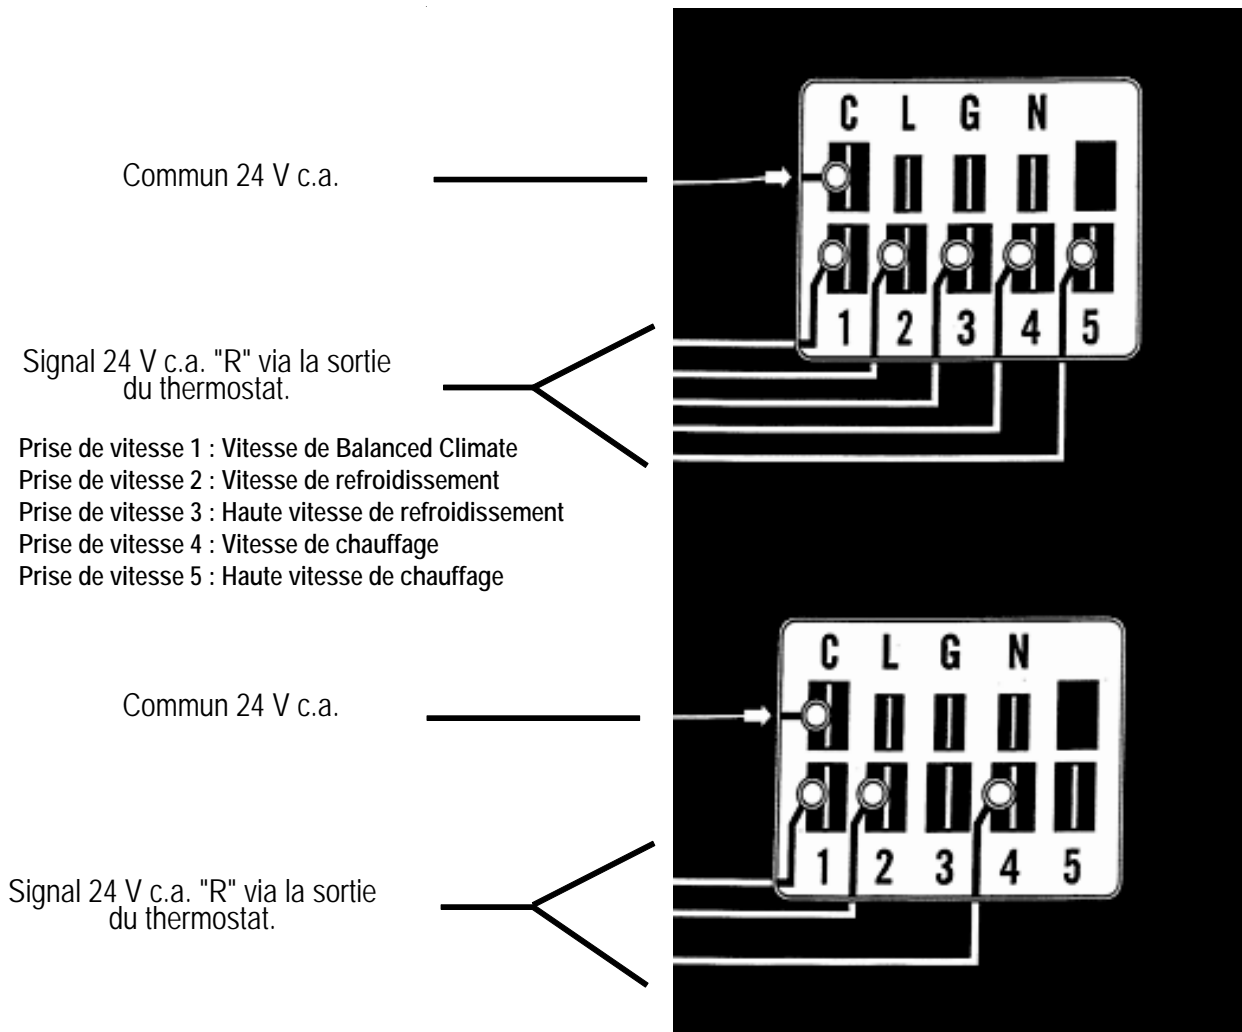 C L G N
Commun 24 V c.a.
1 2 3 4 5
Signal 24 V c.a. "R" via la sortie
du thermostat.
Prise de vitesse 1 : Vitesse de Balanced Climate
Prise de vitesse 2 : Vitesse de refroidissement
Prise de vitesse 3 : Haute vitesse de refroidissement
Prise de vitesse 4 : Vitesse de chauffage
Prise de vitesse 5 : Haute vitesse de chauffage
C L G N
Commun 24 V c.a.
1 2 3 4 5
Signal 24 V c.a. "R" via la sortie
du thermostat.